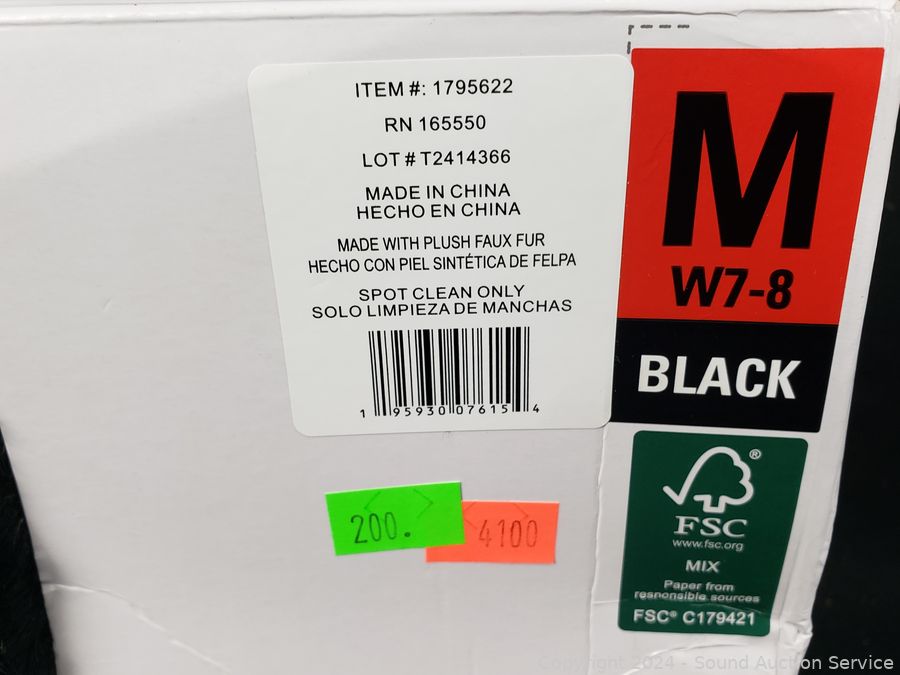 ITEM #: 1795622
RN 165550
LOT # T2414366
MADE IN CHINA
HECHO EN CHINA
MADE WITH PLUSH FAUX FUR
HECHO CON PIEL SINTÉTICA DE FELPA
SPOT CLEAN ONLY
SOLO LIMPIEZA DE MANCHAS
1 95930 07615 4
M
W7-8
BLACK
FSC®
www.fsc.org
MIX
Paper from
responsible sources
FSC® C179421
200.
4100
Copyright 2024 - Sound Auction Service